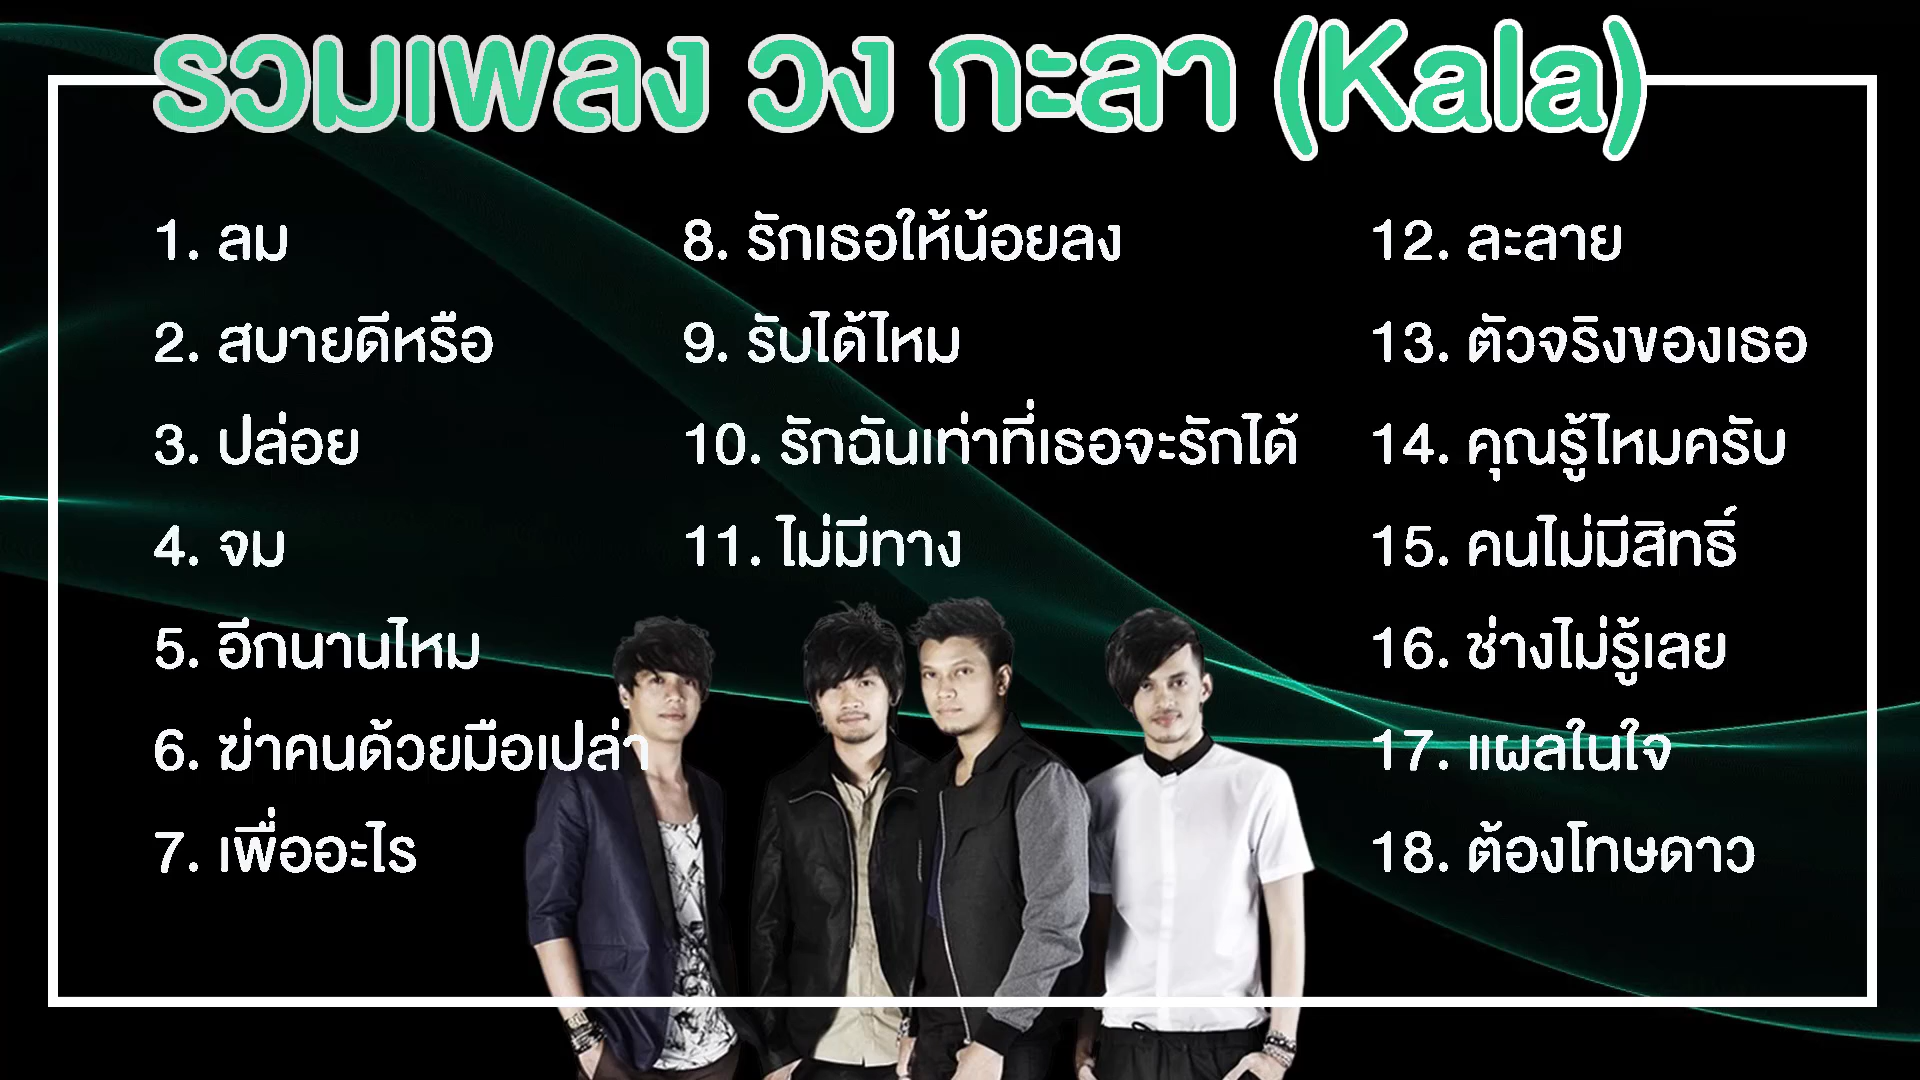 รวมเพลง วง กะลา (Kala)
1. ลม
2. สบายดีหรือ
3. ปล่อย
4. จม
5. อีกนานไหม
6. ฆ่าคนด้วยมือเปล่า
7. เพื่ออะไร
8. รักเธอให้น้อยลง
9. รับได้ไหม
10. รักฉันเท่าที่เธอจะรักได้
11. ไม่มีทาง
12. ละลาย
13. ตัวจริงของเธอ
14. คุณรู้ไหมครับ
15. คนไม่มีสิทธิ์
16. ช่างไม่รู้เลย
17. แผลในใจ
18. ต้องโทษดาว